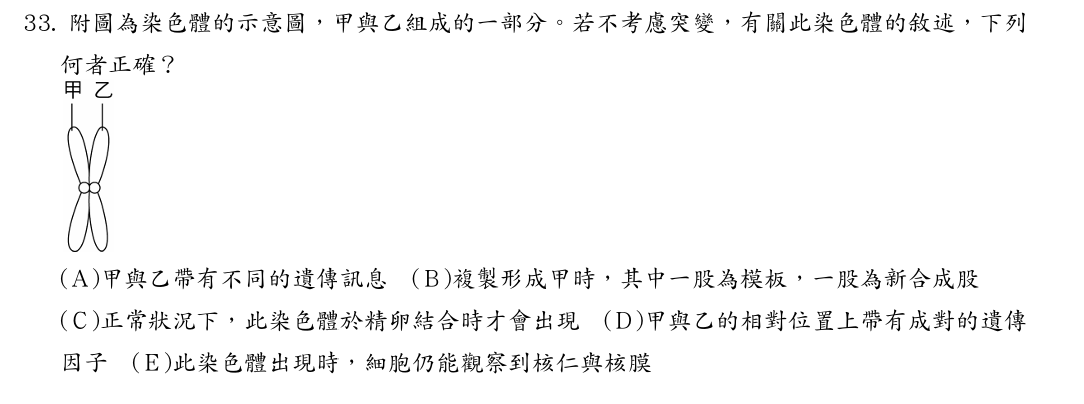 33. 附圖為染色體的示意圖，甲與乙組成的一部分。若不考慮突變，有關此染色體的敘述，下列
何者正確？
甲 乙
(A)甲與乙帶有不同的遺傳訊息 (B)複製形成甲時，其中一股為模板，一股為新合成股
(C)正常狀況下，此染色體於精卵結合時才會出現 (D)甲與乙的相對位置上帶有成對的遺傳
因子 (E)此染色體出現時，細胞仍能觀察到核仁與核膜